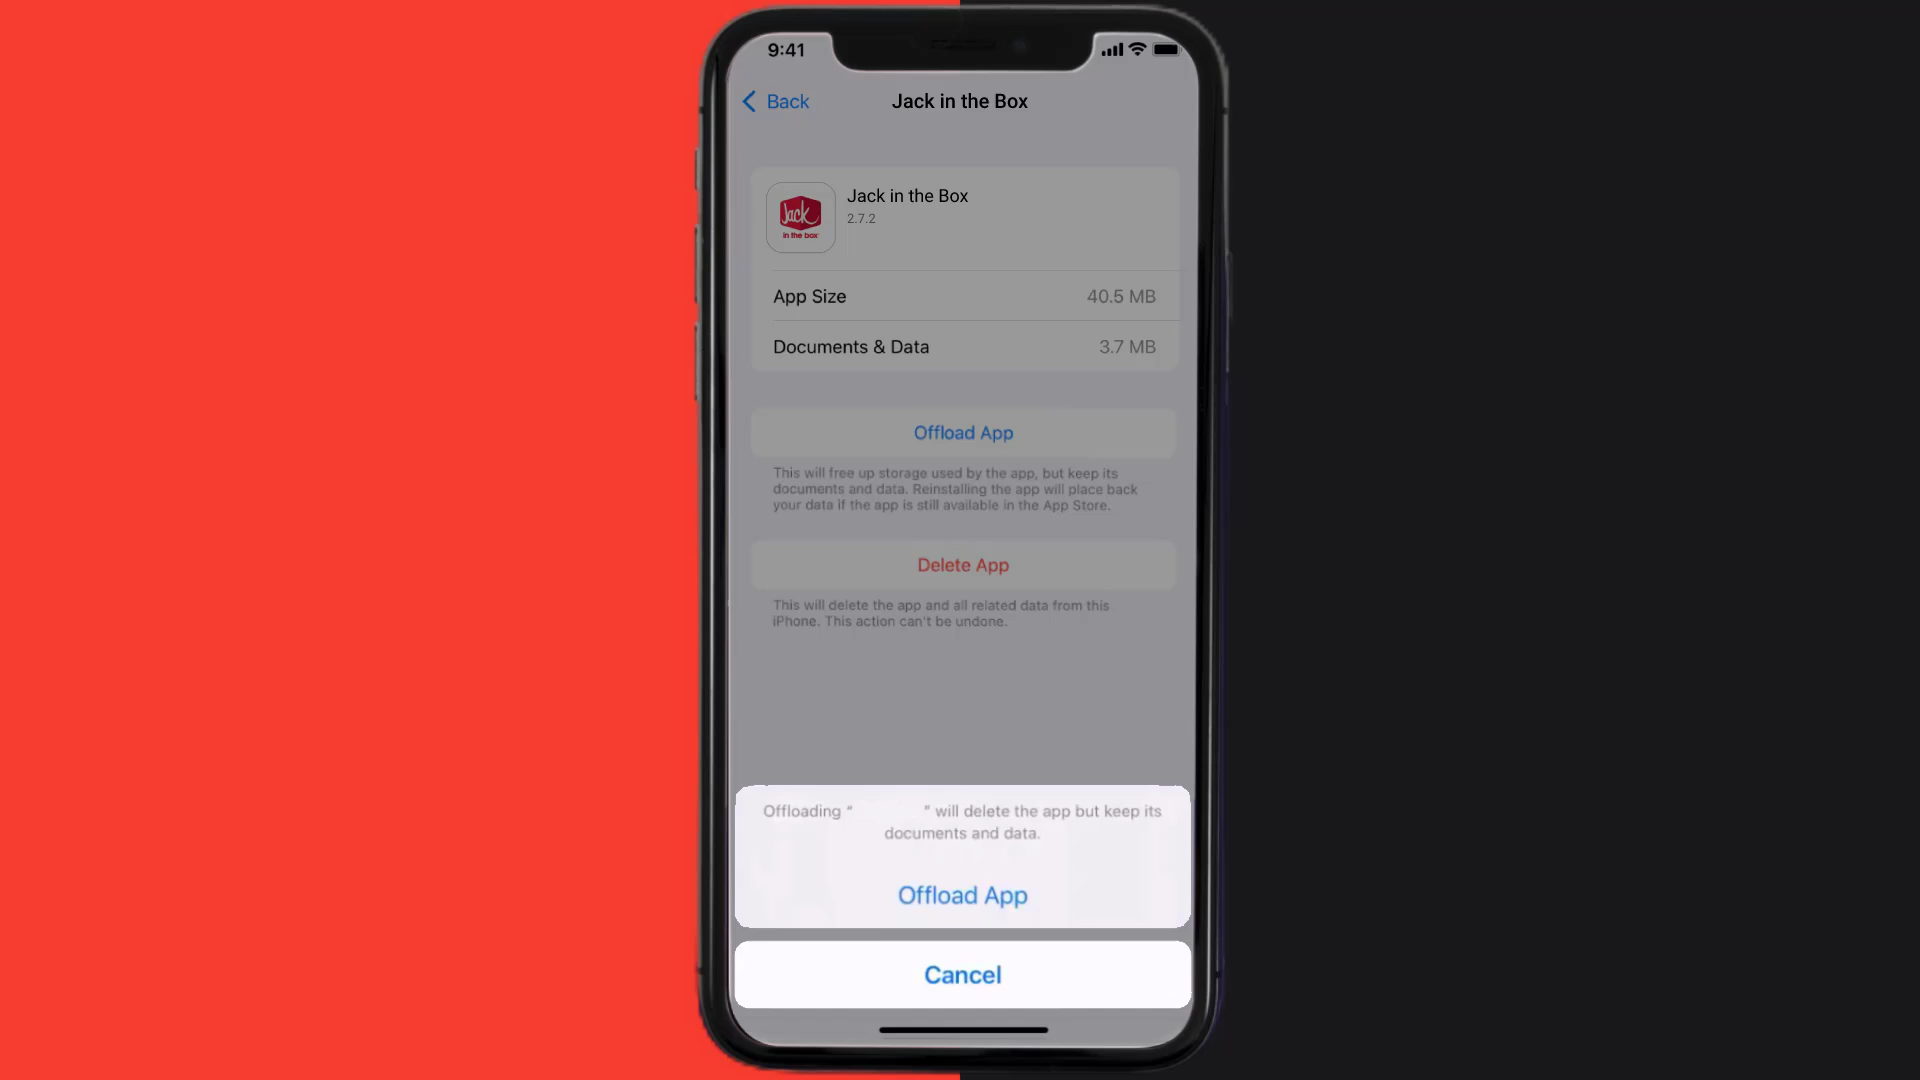 9:41
Back
Jack in the Box
Jack in the Box
2.7.2
Jack
in the box
App Size
40.5 MB
Documents & Data
3.7 MB
Offload App
This will free up storage used by the app, but keep its
documents and data. Reinstalling the app will place back
your data if the app is still available in the App Store.
Delete App
This will delete the app and all related data from this
iPhone. This action can't be undone.
Offloading “ ” will delete the app but keep its
documents and data.
Offload App
Cancel